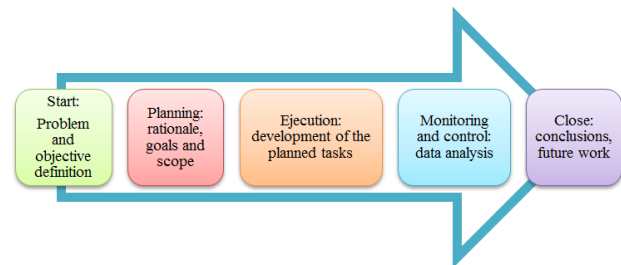 Start:
Problem
and
objective
definition
Planning:
rationale,
goals and
scope
Ejecution:
development of the
planned tasks
Monitoring
and control:
data analysis
Close:
conclusions,
future work